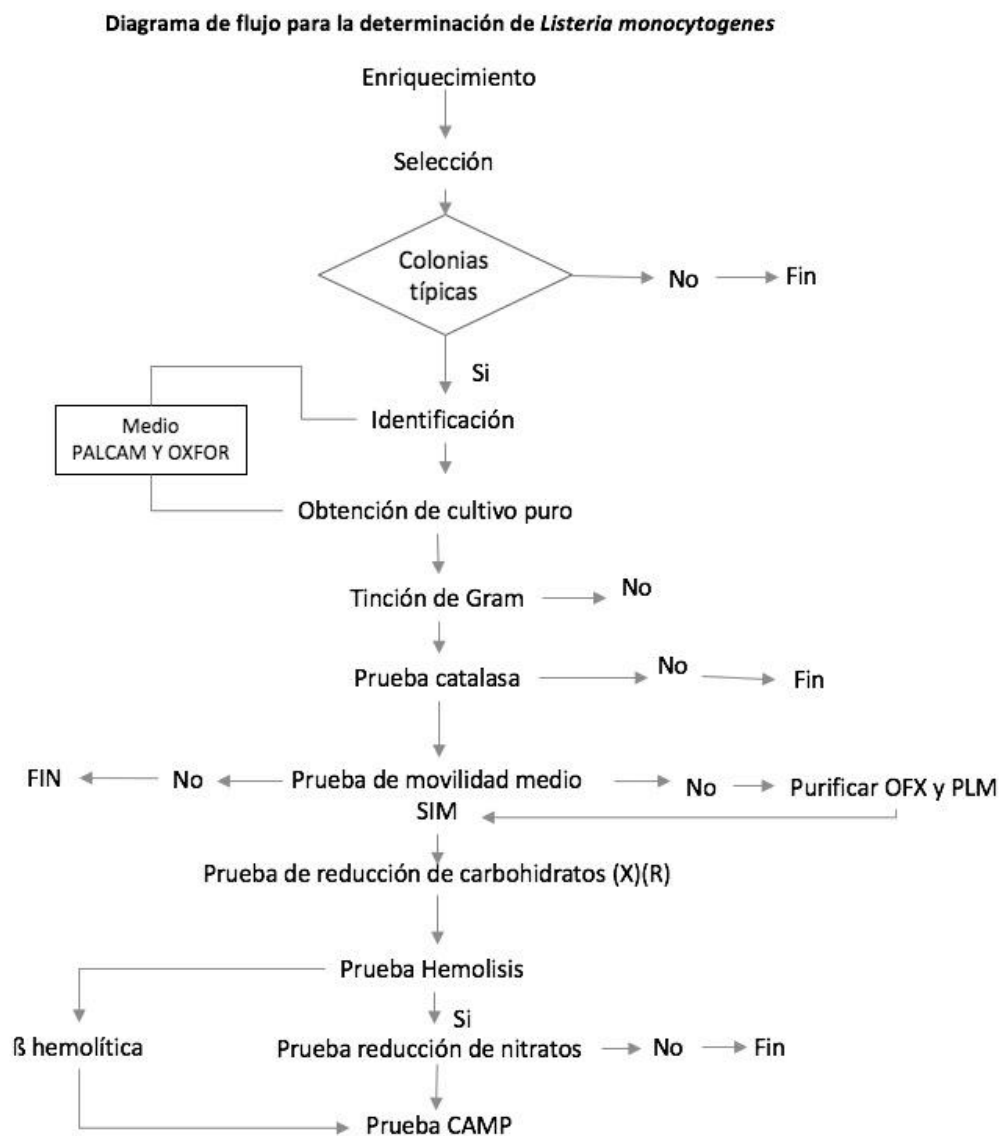 Diagrama de flujo para la determinación de Listeria monocytogenes
Enriquecimiento
Selección
Colonias
típicas
No
Fin
Si
Identificación
Medio
PALCAM Y OXFOR
Obtención de cultivo puro
Tinción de Gram
No
Prueba catalasa
No
Fin
FIN
No
Prueba de movilidad medio
SIM
No
Purificar OFX y PLM
Prueba de reducción de carbohidratos (X)(R)
Prueba Hemolisis
Si
ß hemolítica
Prueba reducción de nitratos
No
Fin
Prueba CAMP